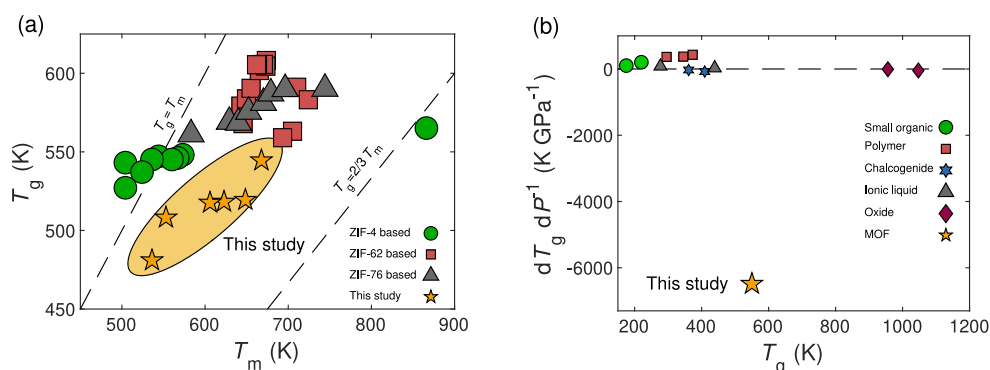 (a)
600
550
500
450
T_g (K)
T_g = T_m
T_g=2/3 T_m
This study
ZIF-4 based
ZIF-62 based
ZIF-76 based
This study
500
600
700
800
900
T_m (K)
(b)
0
-2000
-4000
-6000
dT_g dP^-1 (K GPa^-1)
Small organic
Polymer
Chalcogenide
Ionic liquid
Oxide
MOF
This study
200
400
600
800
1000
1200
T_g (K)